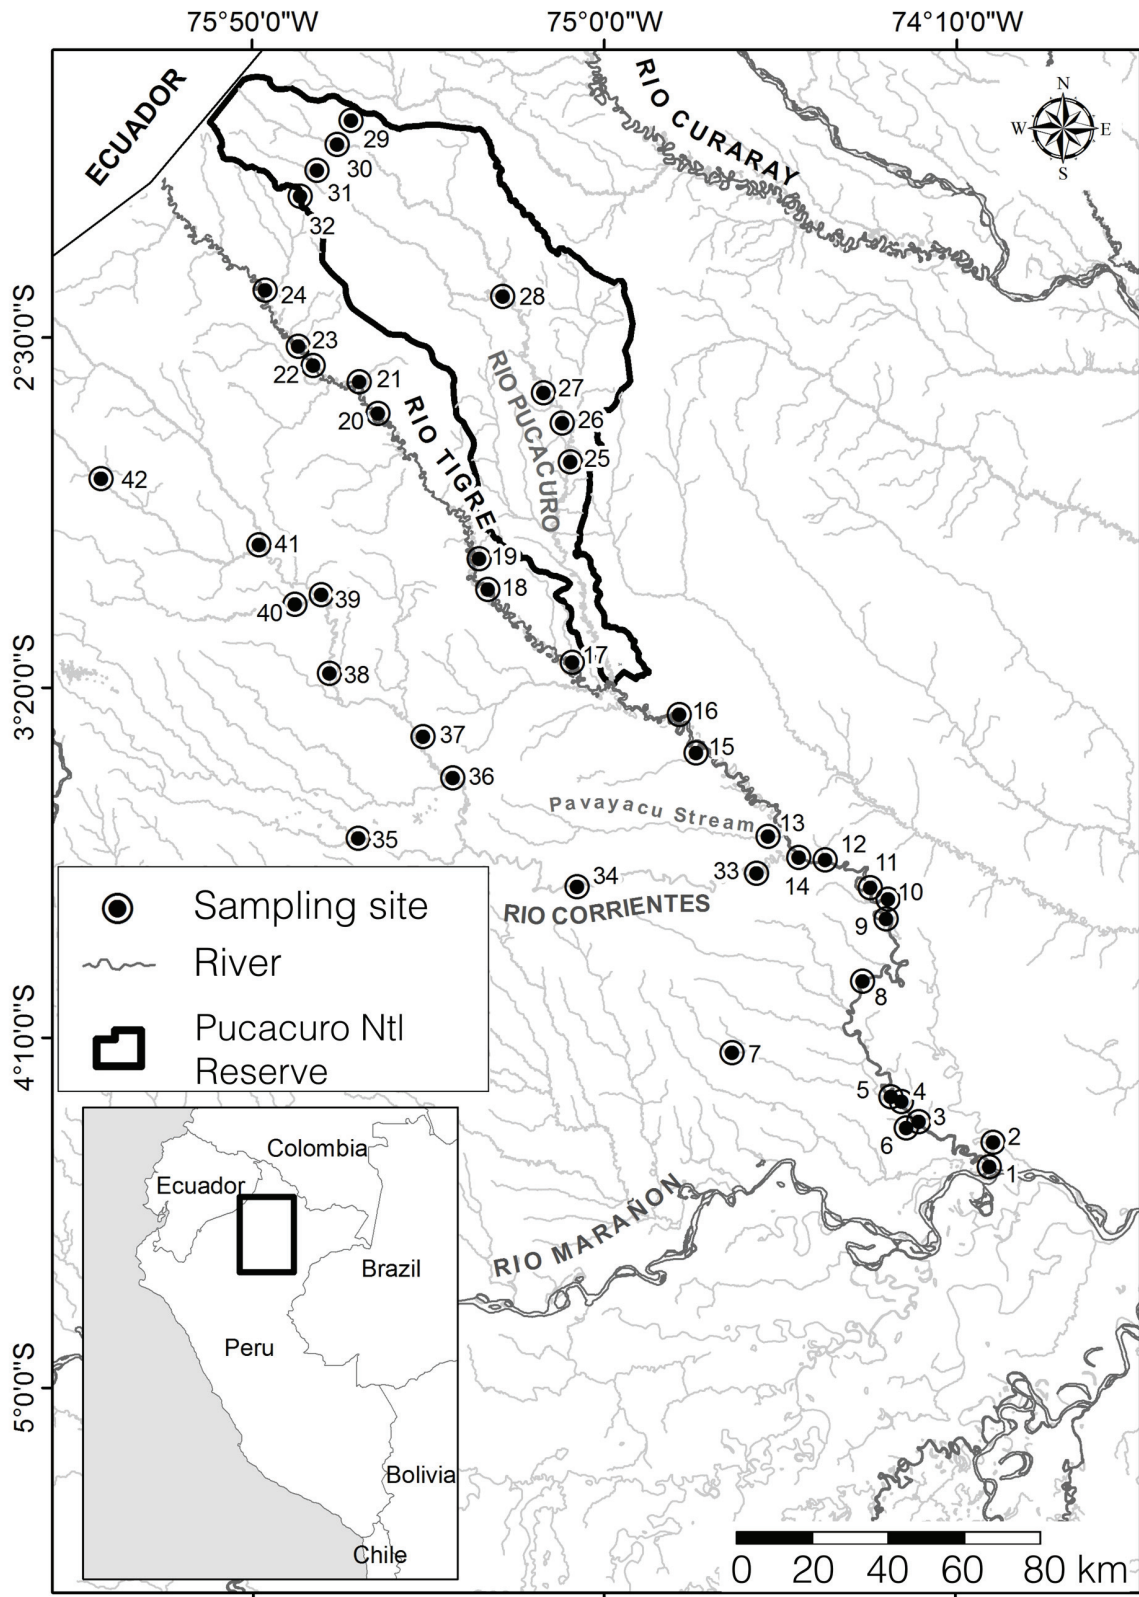 75°50'0"W
75°0'0"W
74°10'0"W
ECUADOR
RIO CURARAY
N
W
E
S
29
30
31
32
24
28
2°30'0"S
23
22
21
27
20
RIO PUCACURO
RIO TIGRE
26
25
42
41
19
18
39
40
17
38
3°20'0"S
16
37
15
36
Pavayacu Stream
13
35
12
14
11
33
34
10
RIO CORRIENTES
9
8
Sampling site
River
Pucacuro Ntl
Reserve
4°10'0"S
7
5
4
3
6
2
1
RIO MARAÑON
Colombia
Ecuador
Brazil
Peru
Bolivia
Chile
5°0'0"S
0 20 40 60 80 km